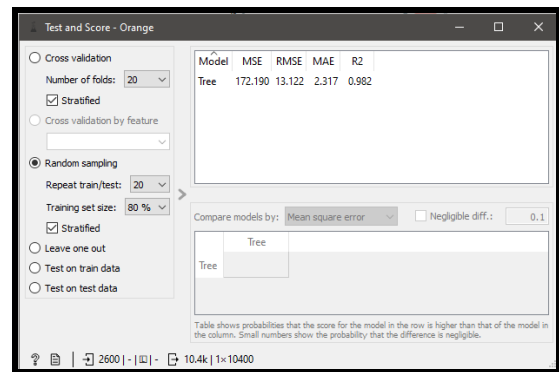 Test and Score - Orange
Cross validation
Number of folds: 20
Stratified
Cross validation by feature
Random sampling
Repeat train/test: 20
Training set size: 80 %
Stratified
Leave one out
Test on train data
Test on test data
Model MSE RMSE MAE R2
Tree 172.190 13.122 2.317 0.982
Compare models by: Mean square error Negligible diff.: 0.1
Tree
Tree
Table shows probabilities that the score for the model in the row is higher than that of the model in
the column. Small numbers show the probability that the difference is negligible.
? 2600 | - | - 10.4k | 1×10400